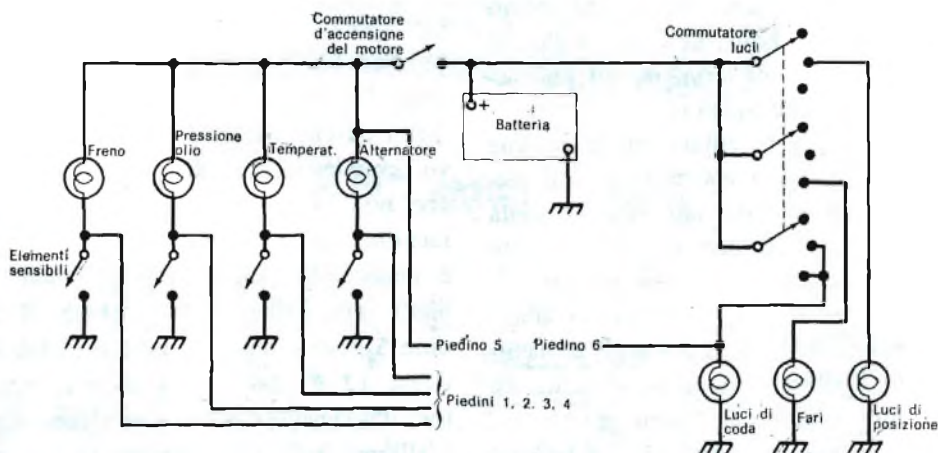 Commutatore
d'accensione
del motore
Commutatore
luci
+
Batteria
Freno
Pressione
olio
Temperat.
Alternatore
Elementi
sensibili
Piedino 5
Piedino 6
Piedini 1, 2, 3, 4
Luci di
coda
Fari
Luci di
posizione